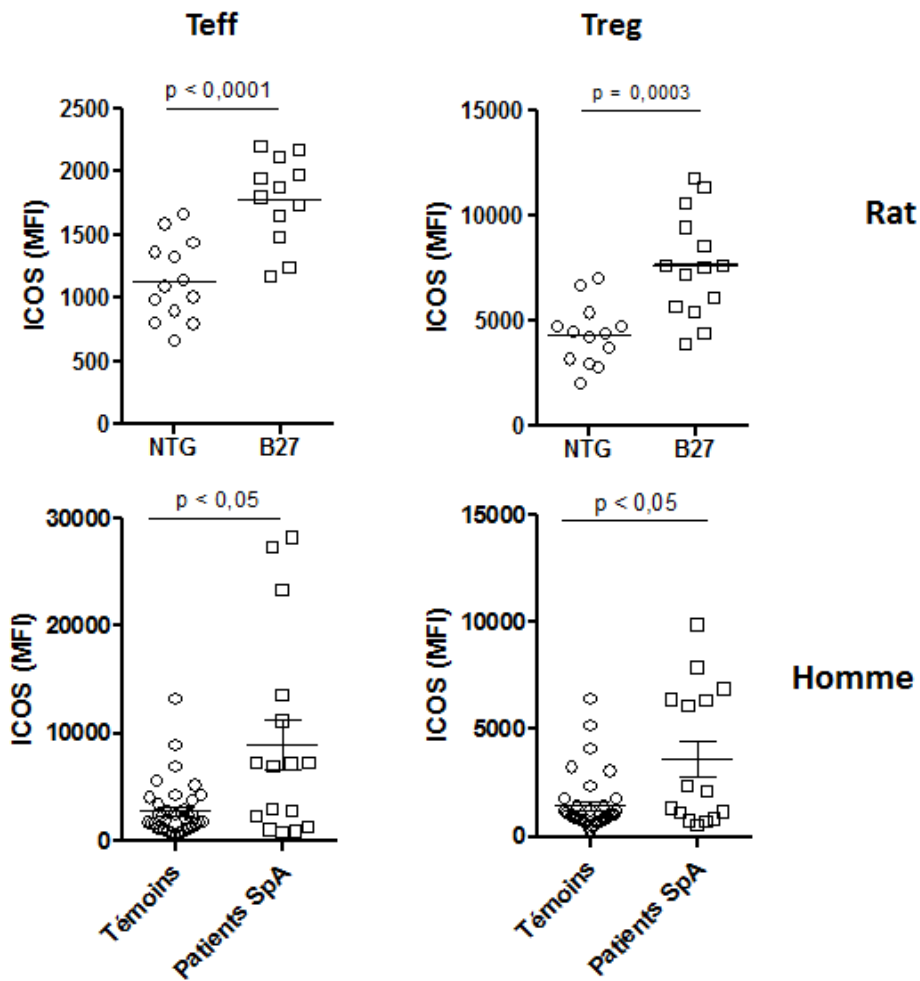 Teff
Treg
p < 0,0001
2500
2000
1500
1000
500
0
ICOS (MFI)
NTG
B27
p = 0,0003
15000
10000
5000
0
ICOS (MFI)
NTG
B27
Rat
p < 0,05
30000
20000
10000
0
ICOS (MFI)
Témoins
Patients SpA
p < 0,05
15000
10000
5000
0
ICOS (MFI)
Témoins
Patients SpA
Homme